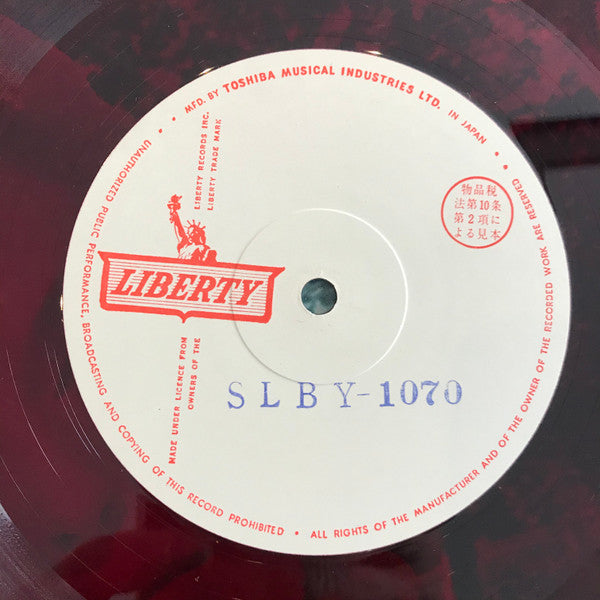 MFD. BY TOSHIBA MUSICAL INDUSTRIES LTD. IN JAPAN
LIBERTY RECORDS INC.
LIBERTY TRADE MARK
物品税
法第10条
第2項に
よる見本
LIBERTY
MADE UNDER LICENCE FROM
OWNERS OF THE
SLBY-1070
UNAUTHORIZED PUBLIC PERFORMANCE, BROADCASTING AND COPYING OF THIS RECORD PROHIBITED • ALL RIGHTS OF THE MANUFACTURER AND OF THE OWNER OF THE RECORDED WORK ARE RESERVED